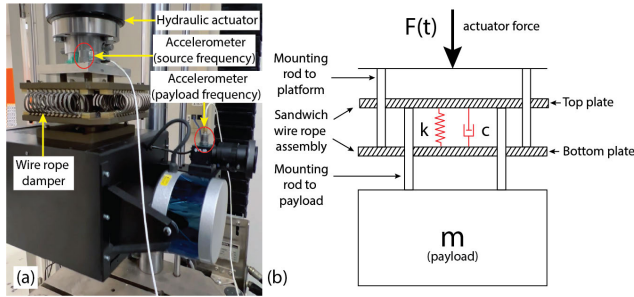 Hydraulic actuator
Accelerometer
(source frequency)
Accelerometer
(payload frequency)
Wire rope
damper
(a)
F(t)
actuator force
Mounting
rod to
platform
Top plate
Sandwich
wire rope
assembly
k
c
Bottom plate
Mounting
rod to
payload
m
(payload)
(b)